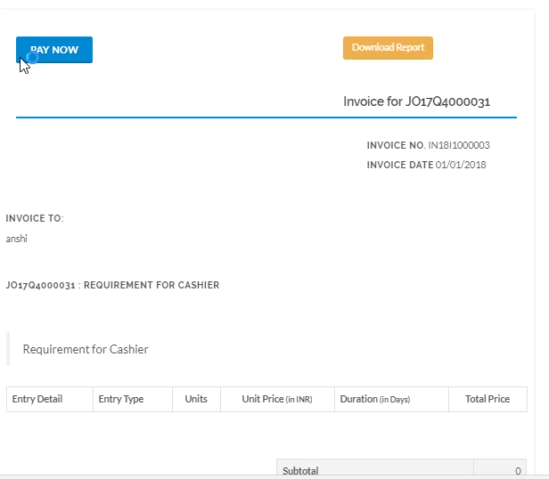 PAY NOW
Download Report
Invoice for JO17Q4000031
INVOICE NO. IN18I1000003
INVOICE DATE 01/01/2018
INVOICE TO:
anshi
JO17Q4000031 : REQUIREMENT FOR CASHIER
Requirement for Cashier
Entry Detail Entry Type Units Unit Price (in INR) Duration (in Days) Total Price
Subtotal 0